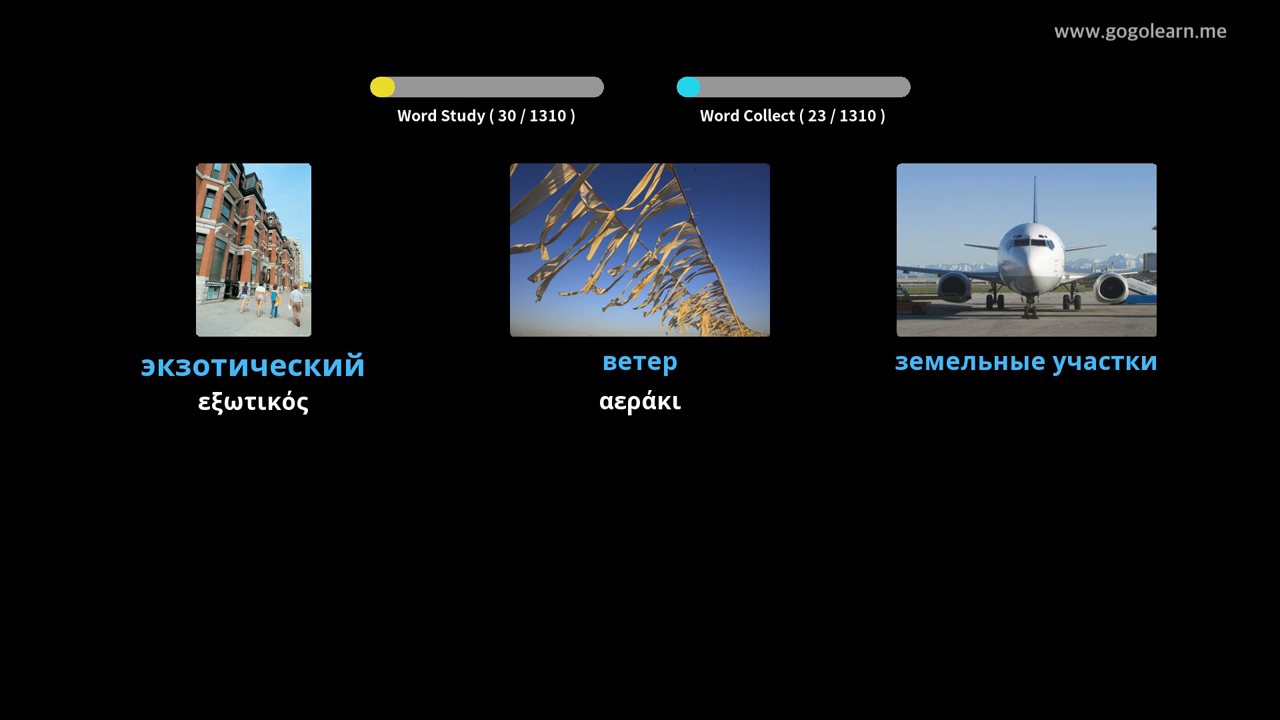 www.gogolearn.me
Word Study ( 30 / 1310 )
Word Collect ( 23 / 1310 )
экзотический
εξωτικός
ветер
αεράκι
земельные участки